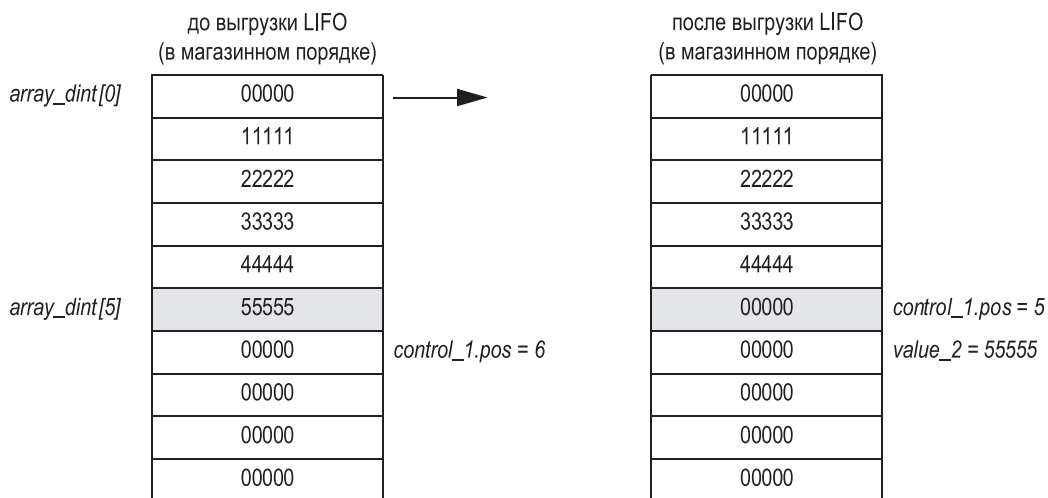 до выгрузки LIFO
(в магазинном порядке)
после выгрузки LIFO
(в магазинном порядке)
array_dint[0]
00000
00000
11111
11111
22222
22222
33333
33333
44444
44444
array_dint[5]
55555
00000
control_1.pos = 5
00000
control_1.pos = 6
00000
value_2 = 55555
00000
00000
00000
00000
00000
00000